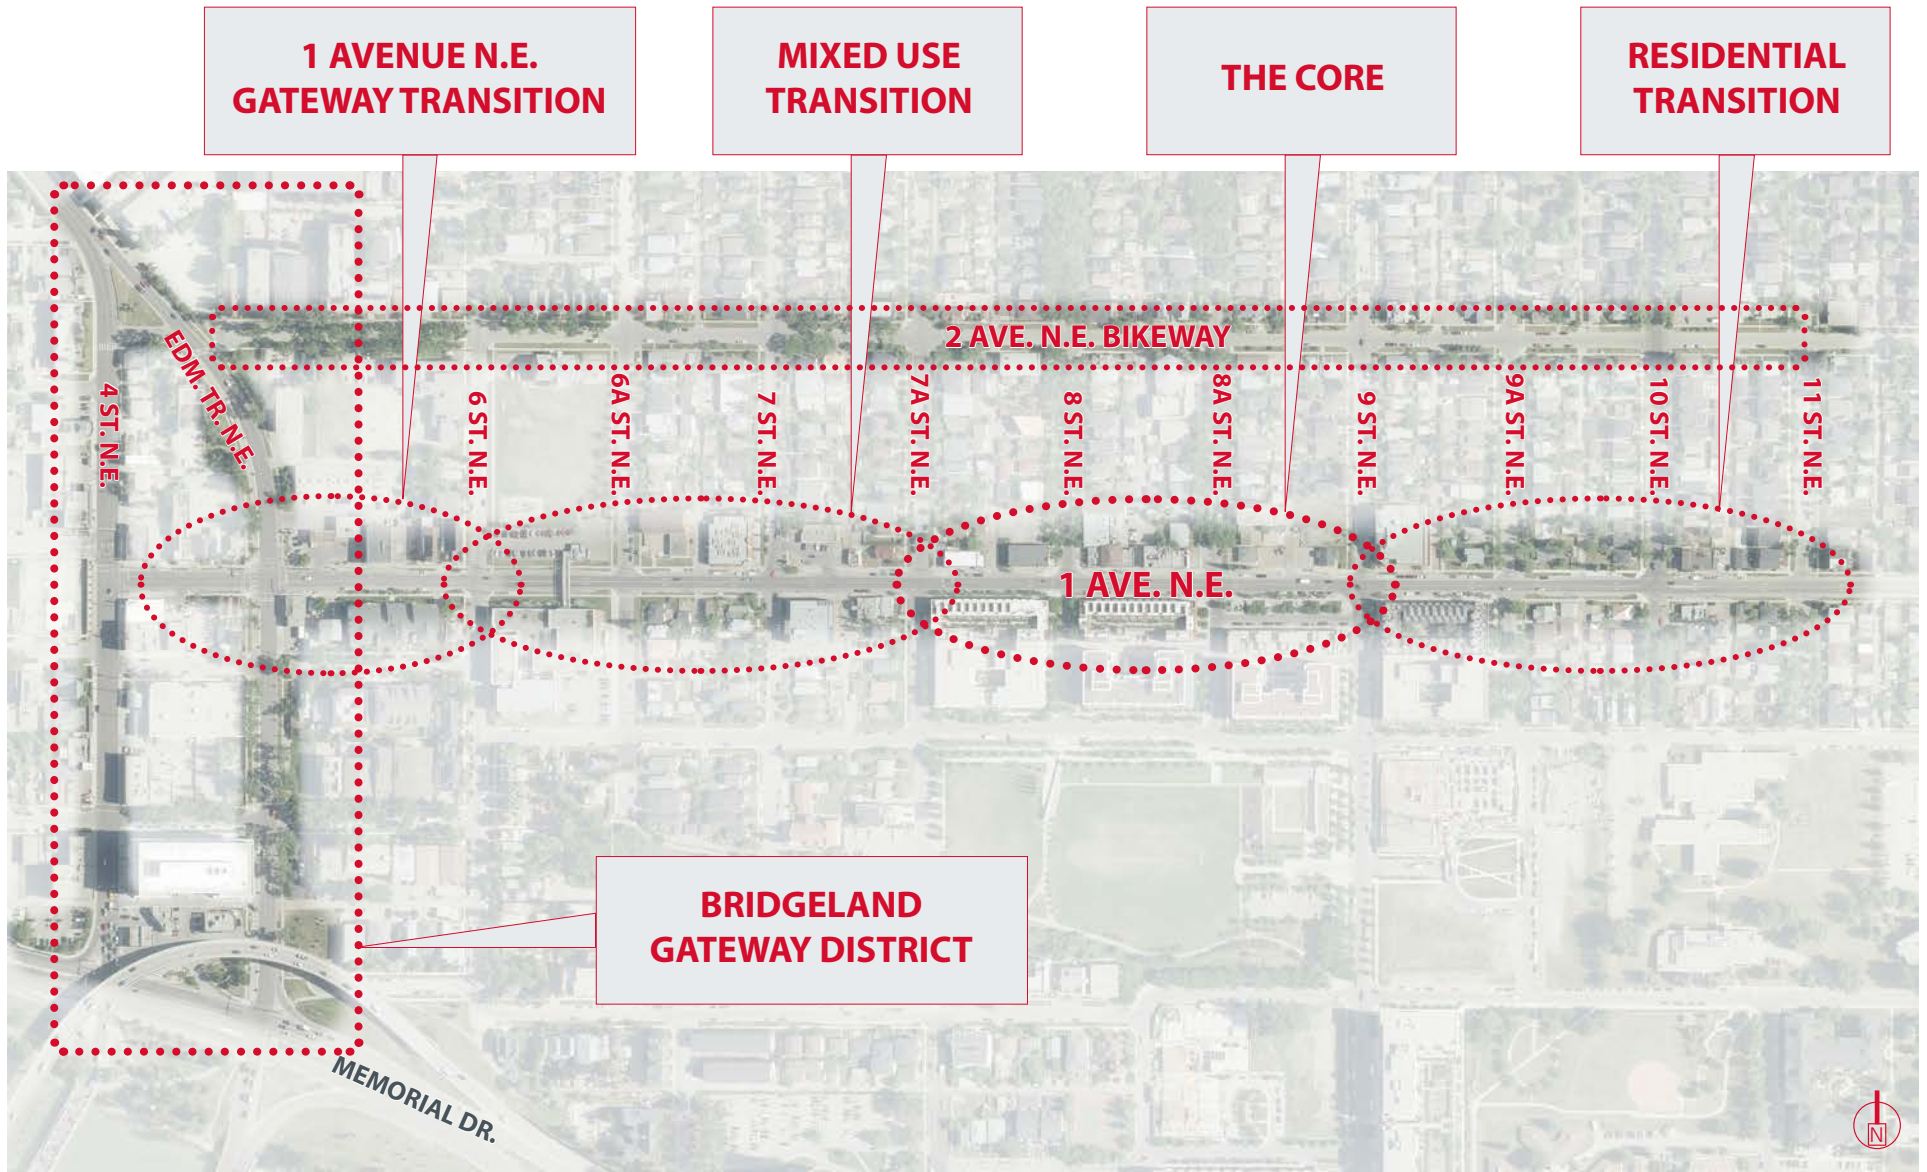 1 AVENUE N.E.
GATEWAY TRANSITION
MIXED USE
TRANSITION
THE CORE
RESIDENTIAL
TRANSITION
2 AVE. N.E. BIKEWAY
EDM. TR. N.E.
4 ST. N.E.
6 ST. N.E.
6A ST. N.E.
7 ST. N.E.
7A ST. N.E.
8 ST. N.E.
8A ST. N.E.
9 ST. N.E.
9A ST. N.E.
10 ST. N.E.
11 ST. N.E.
1 AVE. N.E.
BRIDGELAND
GATEWAY DISTRICT
MEMORIAL DR.
N